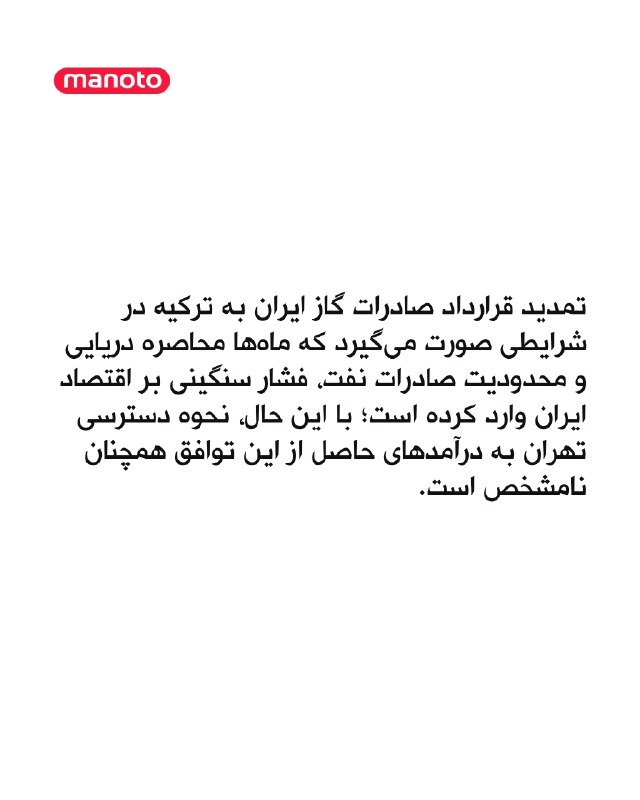 manoto
تمدید قرارداد صادرات گاز ایران به ترکیه در
شرایطی صورت می‌گیرد که ماه‌ها محاصره دریایی
و محدودیت صادرات نفت، فشار سنگینی بر اقتصاد
ایران وارد کرده است؛ با این حال، نحوه دسترسی
تهران به درآمدهای حاصل از این توافق همچنان
نامشخص است.